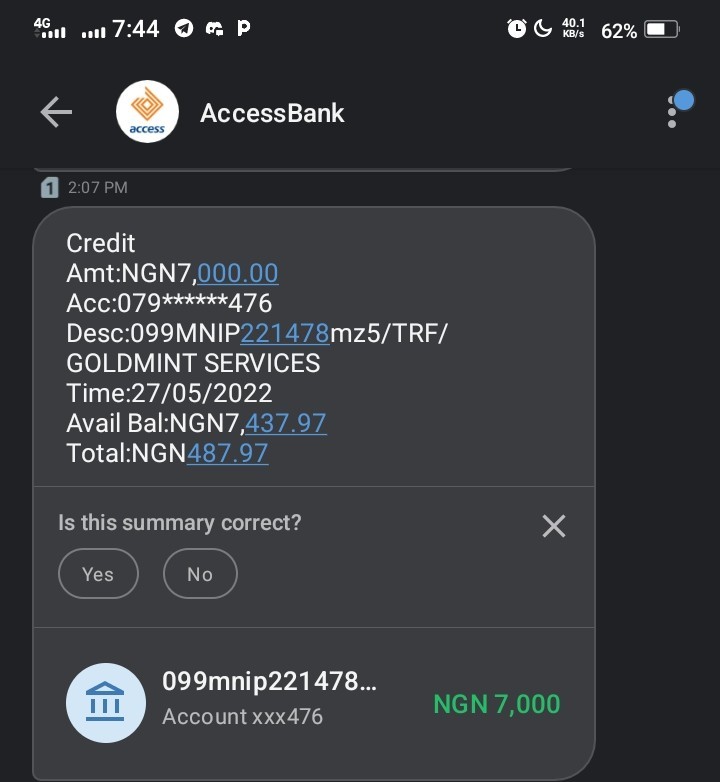 4G 7:44 40.1 KB/s 62%
access AccessBank
1 2:07 PM
Credit
Amt:NGN7,000.00
Acc:079******476
Desc:099MNIP221478mz5/TRF/
GOLDMINT SERVICES
Time:27/05/2022
Avail Bal:NGN7,437.97
Total:NGN487.97
Is this summary correct?
Yes No
099mnip221478...
Account xxx476
NGN 7,000